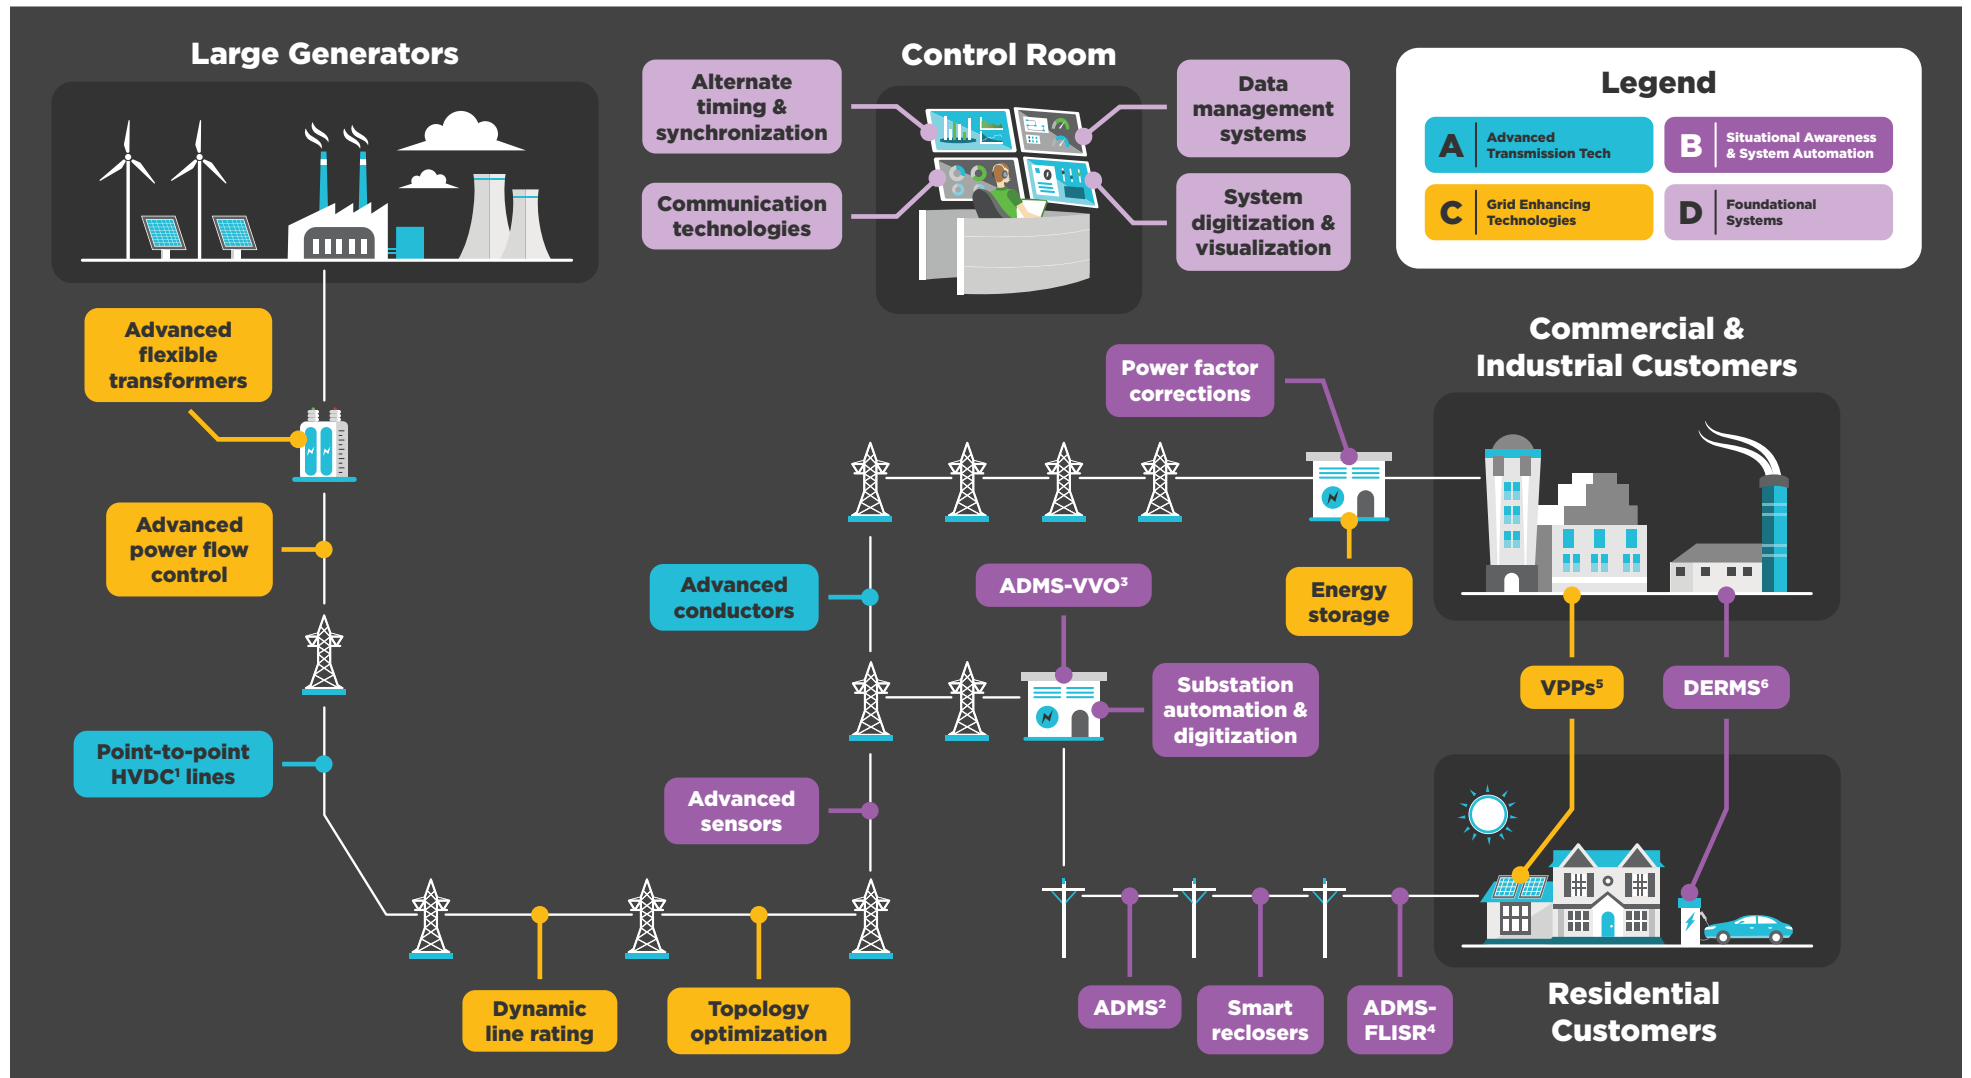 Large Generators
Control Room
Alternate
timing &
synchronization
Communication
technologies
Data
management
systems
System
digitization &
visualization
Legend
A
Advanced
Transmission Tech
B
Situational Awareness
& System Automation
C
Grid Enhancing
Technologies
D
Foundational
Systems
Advanced
flexible
transformers
Advanced
power flow
control
Point-to-point
HVDC¹ lines
Dynamic
line rating
Topology
optimization
Advanced
sensors
Advanced
conductors
ADMS-VVO³
Substation
automation &
digitization
Power factor
corrections
Energy
storage
Commercial &
Industrial Customers
VPPs⁵
DERMS⁶
ADMS²
Smart
reclosers
ADMS-
FLISR⁴
Residential
Customers